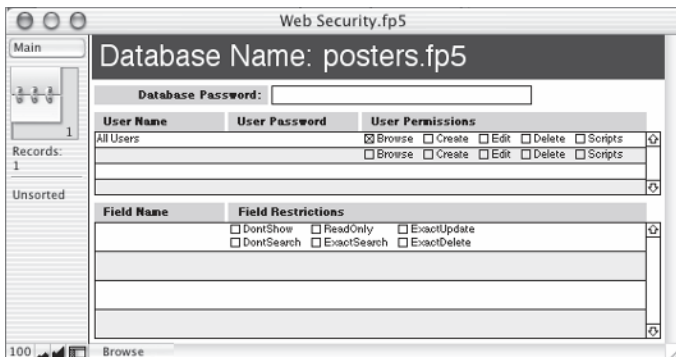 Web Security.fp5
Main
Database Name: posters.fp5
Database Password:
User Name User Password User Permissions
1
All Users Browse Create Edit Delete Scripts
Records:
Browse Create Edit Delete Scripts
1
Unsorted
Field Name Field Restrictions
DontShow ReadOnly ExactUpdate
DontSearch ExactSearch ExactDelete
100 Browse